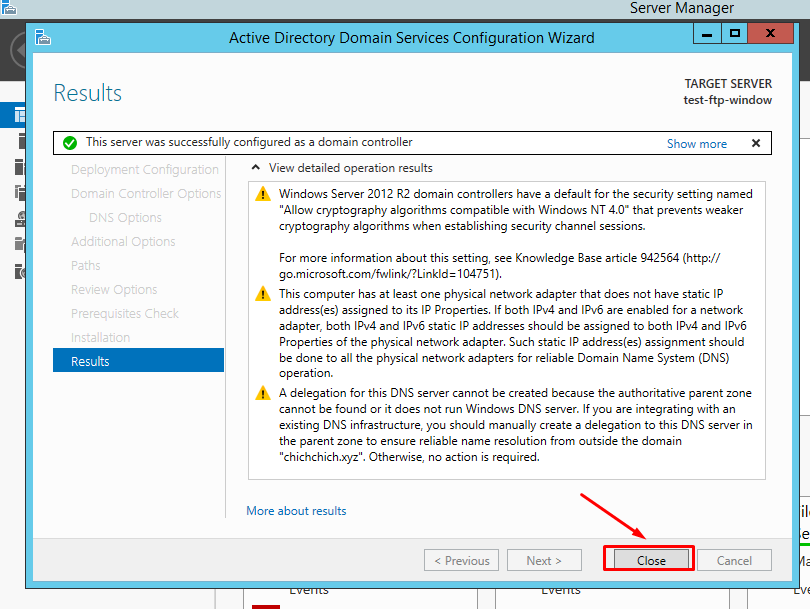 Server Manager
Active Directory Domain Services Configuration Wizard
Results
TARGET SERVER
test-ftp-window
This server was successfully configured as a domain controller
Show more
Deployment Configuration
Domain Controller Options
DNS Options
Additional Options
Paths
Review Options
Prerequisites Check
Installation
Results
View detailed operation results
Windows Server 2012 R2 domain controllers have a default for the security setting named
"Allow cryptography algorithms compatible with Windows NT 4.0" that prevents weaker
cryptography algorithms when establishing security channel sessions.
For more information about this setting, see Knowledge Base article 942564 (http://
go.microsoft.com/fwlink/?LinkId=104751).
This computer has at least one physical network adapter that does not have static IP
address(es) assigned to its IP Properties. If both IPv4 and IPv6 are enabled for a network
adapter, both IPv4 and IPv6 static IP addresses should be assigned to both IPv4 and IPv6
Properties of the physical network adapter. Such static IP address(es) assignment should
be done to all the physical network adapters for reliable Domain Name System (DNS)
operation.
A delegation for this DNS server cannot be created because the authoritative parent zone
cannot be found or it does not run Windows DNS server. If you are integrating with an
existing DNS infrastructure, you should manually create a delegation to this DNS server in
the parent zone to ensure reliable name resolution from outside the domain
"chichchich.xyz". Otherwise, no action is required.
More about results
< Previous
Next >
Close
Cancel
Events
Events